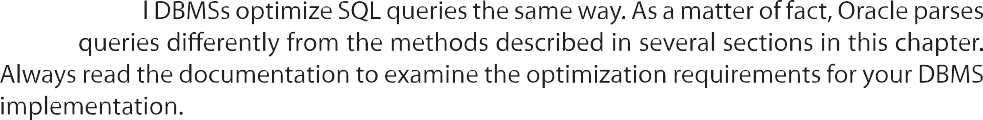 l DBMSs optimize SQL queries the same way. As a matter of fact, Oracle parses
queries differently from the methods described in several sections in this chapter.
Always read the documentation to examine the optimization requirements for your DBMS
implementation.